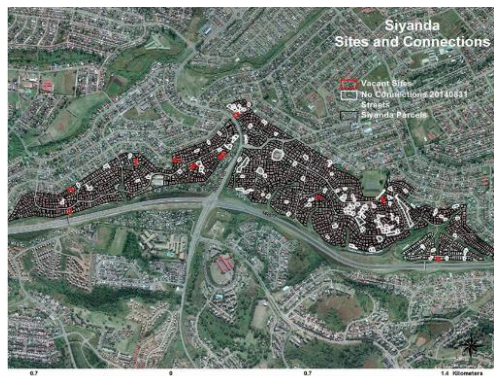 Siyanda
Sites and Connections
Vacant Sites
No Connections 20140831
Streets
Siyanda Parcels
0.7
0
0.7
1.4 Kilometers